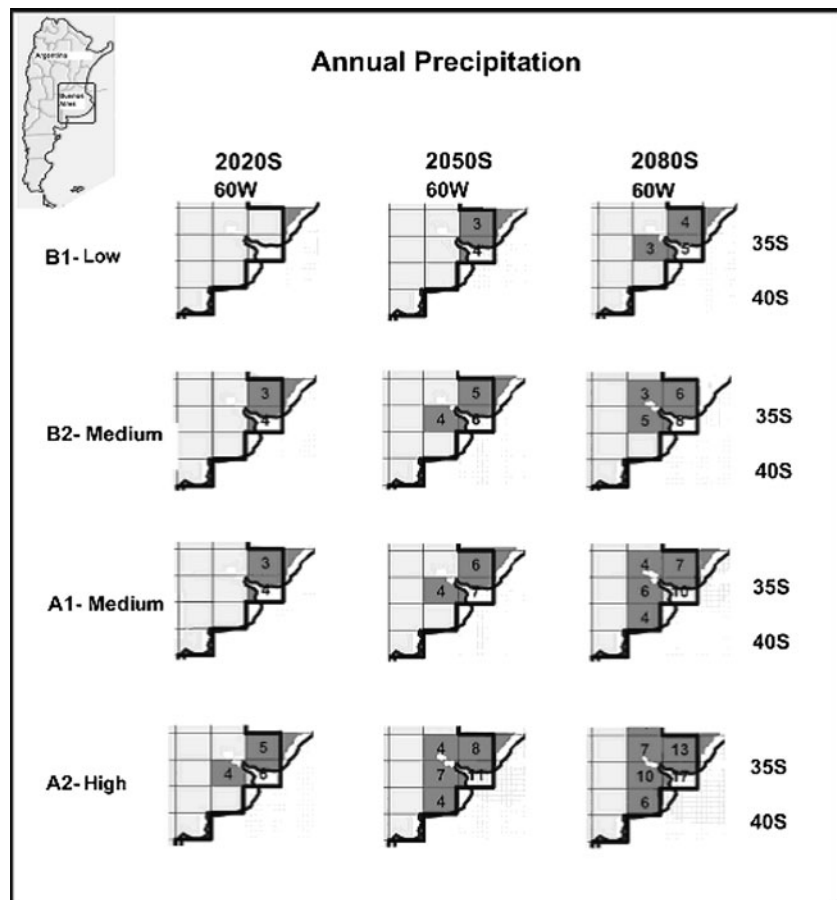 Argentina
Buenos
Aires
Annual Precipitation
2020S 2050S 2080S
60W 60W 60W
B1- Low
3
4
4
3 5
35S
40S
B2- Medium
3
4
5
4 6
3 6
5 8
35S
40S
A1- Medium
3
4
6
4 7
4 7
6 10
4
35S
40S
A2- High
5
4 6
4 8
7 11
4
7 13
10 17
6
35S
40S